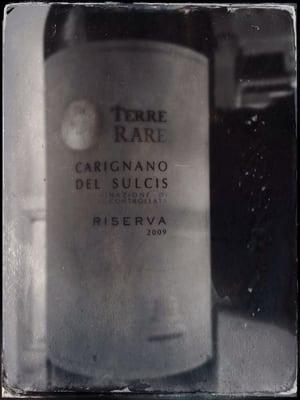 TERRE
RARE
CARIGNANO
DEL SULCIS
RISERVA
2009